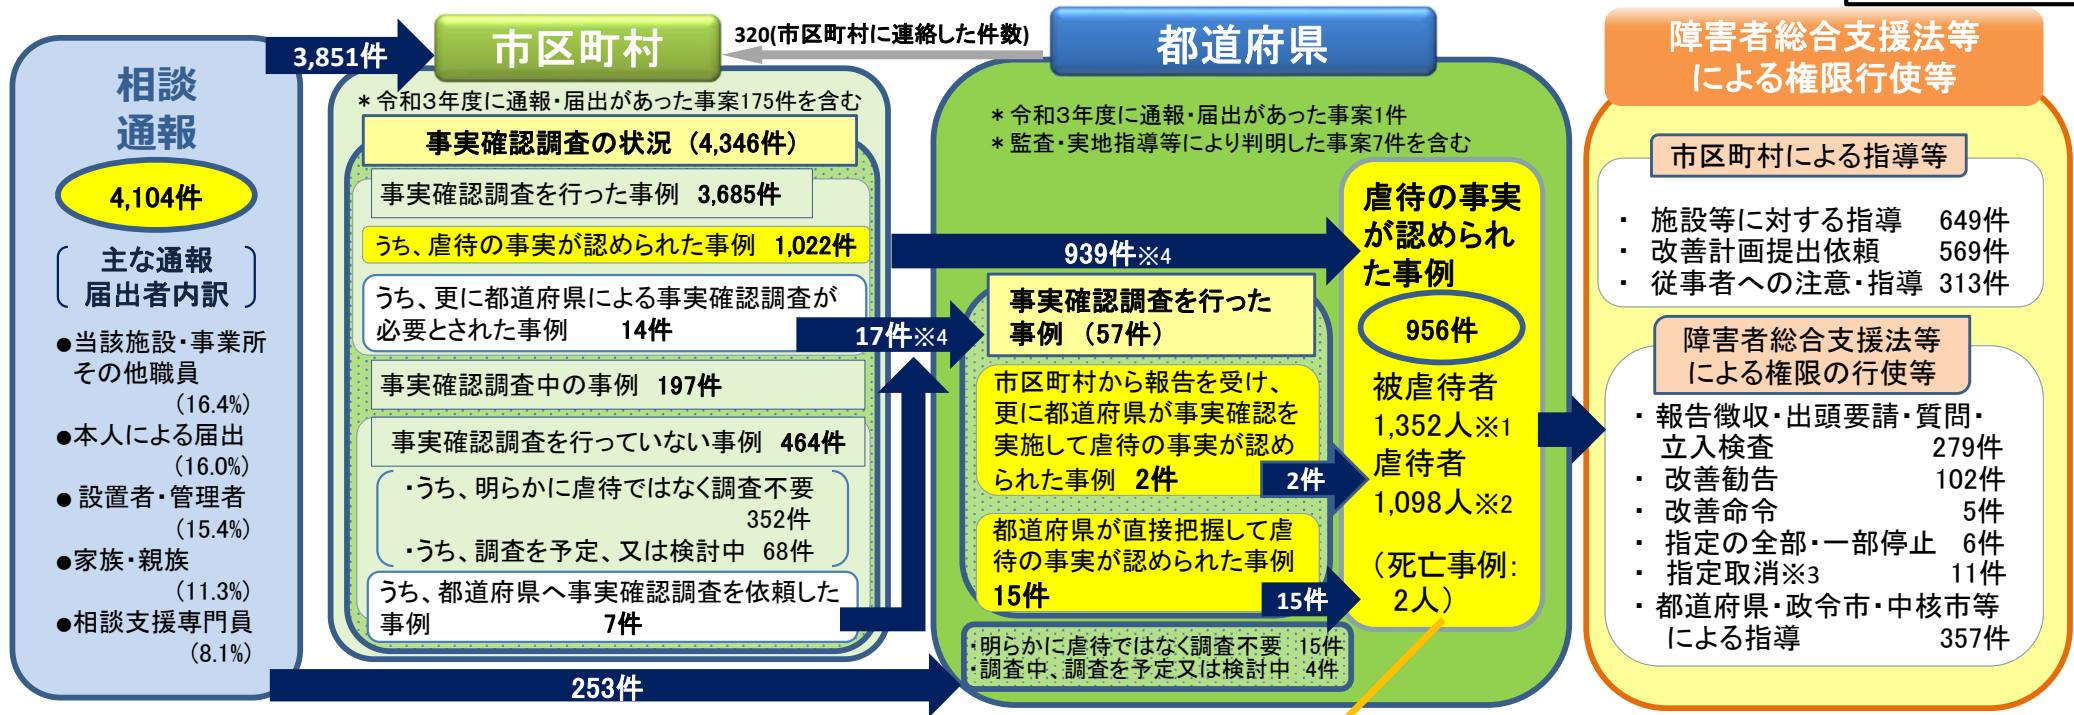 相談
通報
4,104件
主な通報
届出者内訳
●当該施設・事業所
その他職員
(16.4%)
●本人による届出
(16.0%)
●設置者・管理者
(15.4%)
●家族・親族
(11.3%)
●相談支援専門員
(8.1%)
3,851件
253件
市区町村
320(市区町村に連絡した件数)
＊令和３年度に通報・届出があった事案175件を含む
事実確認調査の状況（4,346件）
事実確認調査を行った事例 3,685件
うち、虐待の事実が認められた事例 1,022件
うち、更に都道府県による事実確認調査が
必要とされた事例 14件
事実確認調査中の事例 197件
事実確認調査を行っていない事例 464件
・うち、明らかに虐待ではなく調査不要
352件
・うち、調査を予定、又は検討中 68件
うち、都道府県へ事実確認調査を依頼した
事例 7件
17件※4
都道府県
＊令和３年度に通報・届出があった事案1件
＊監査・実地指導等により判明した事案7件を含む
939件※4
事実確認調査を行った
事例（57件）
市区町村から報告を受け、
更に都道府県が事実確認を
実施して虐待の事実が認め
られた事例 2件
2件
都道府県が直接把握して虐
待の事実が認められた事例
15件
15件
・明らかに虐待ではなく調査不要 15件
・調査中、調査を予定又は検討中 4件
虐待の事実
が認められ
た事例
956件
被虐待者
1,352人※1
虐待者
1,098人※2
（死亡事例：
2人）
障害者総合支援法等
による権限行使等
市区町村による指導等
・ 施設等に対する指導 649件
・ 改善計画提出依頼 569件
・ 従事者への注意・指導 313件
障害者総合支援法等
による権限の行使等
・報告徴収・出頭要請・質問・
立入検査 279件
・ 改善勧告 102件
・ 改善命令 5件
・ 指定の全部・一部停止 6件
・ 指定取消※3 11件
・都道府県・政令市・中核市等
による指導 357件